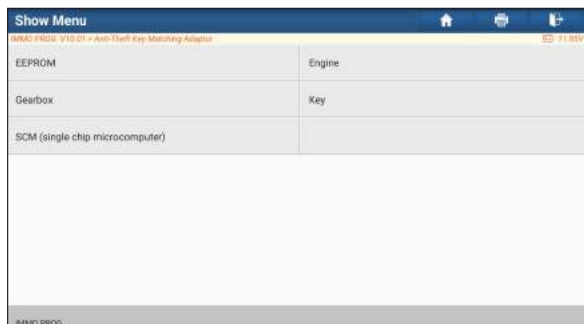 Show Menu
IMMO PROG V10.01 > Anti-Theft Key Matching Adaptor
11.85V
EEPROM
Engine
Gearbox
Key
SCM (single chip microcomputer)
IMMO PROG